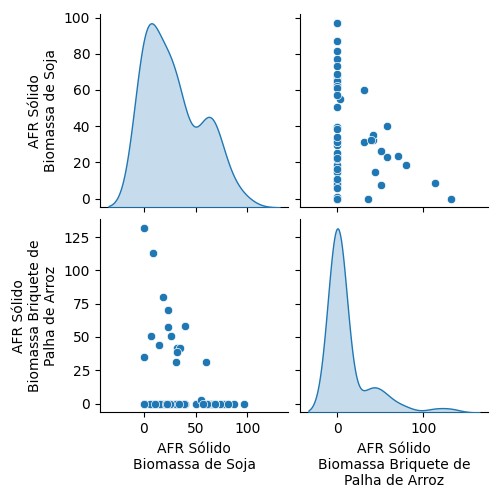 AFR Sólido
Biomassa de Soja
100
80
60
40
20
0
AFR Sólido
Biomassa Briquete de
Palha de Arroz
125
100
75
50
25
0
0
50
100
AFR Sólido
Biomassa de Soja
0
100
AFR Sólido
Biomassa Briquete de
Palha de Arroz